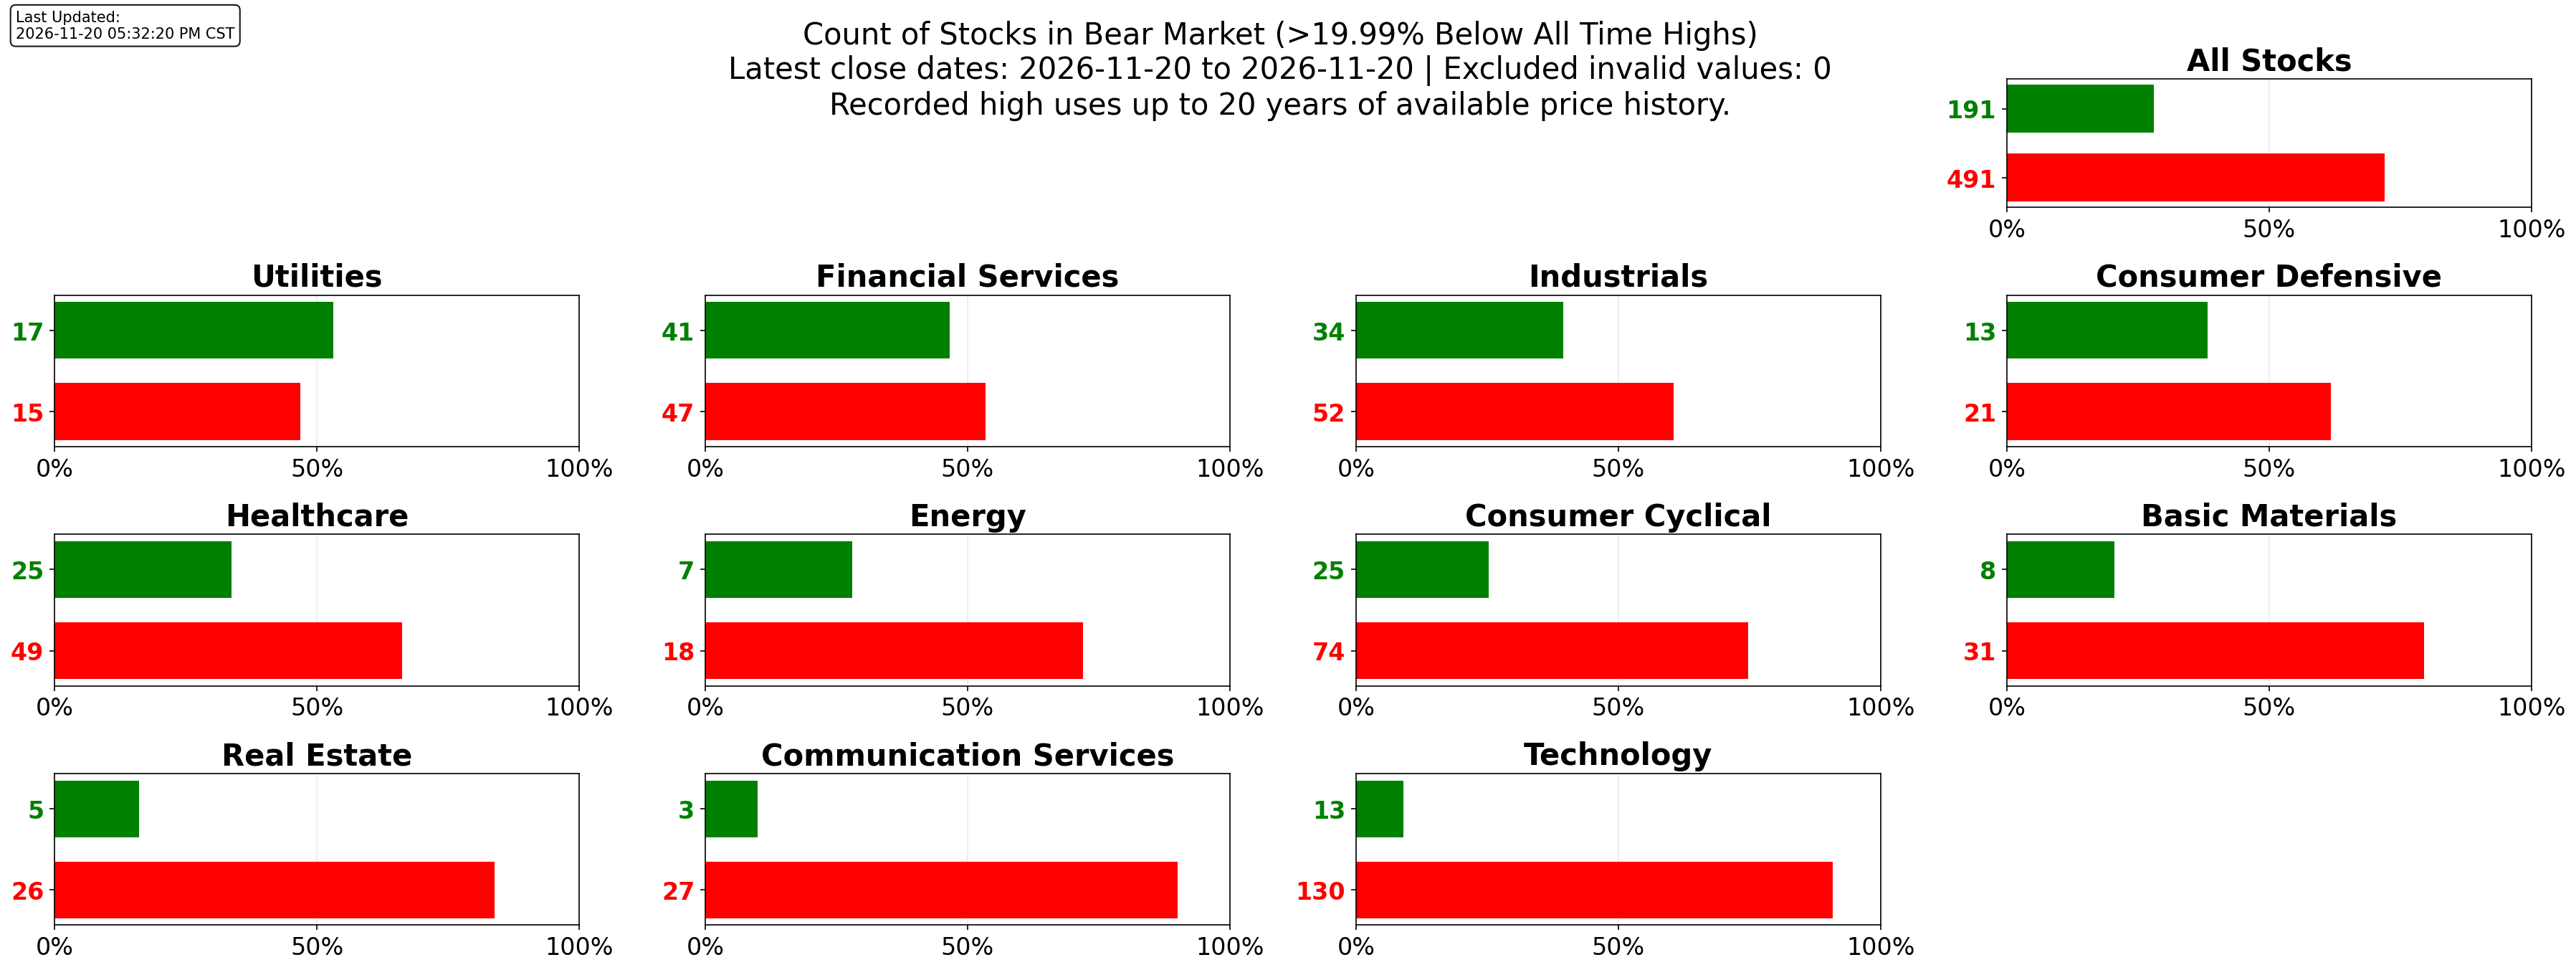 Last Updated:
2026-11-20 05:32:20 PM CST
Count of Stocks in Bear Market (>19.99% Below All Time Highs)
Latest close dates: 2026-11-20 to 2026-11-20 | Excluded invalid values: 0
Recorded high uses up to 20 years of available price history.
All Stocks
191
491
0% 50% 100%
Utilities
17
15
0% 50% 100%
Financial Services
41
47
0% 50% 100%
Industrials
34
52
0% 50% 100%
Consumer Defensive
13
21
0% 50% 100%
Healthcare
25
49
0% 50% 100%
Energy
7
18
0% 50% 100%
Consumer Cyclical
25
74
0% 50% 100%
Basic Materials
8
31
0% 50% 100%
Real Estate
5
26
0% 50% 100%
Communication Services
3
27
0% 50% 100%
Technology
13
130
0% 50% 100%